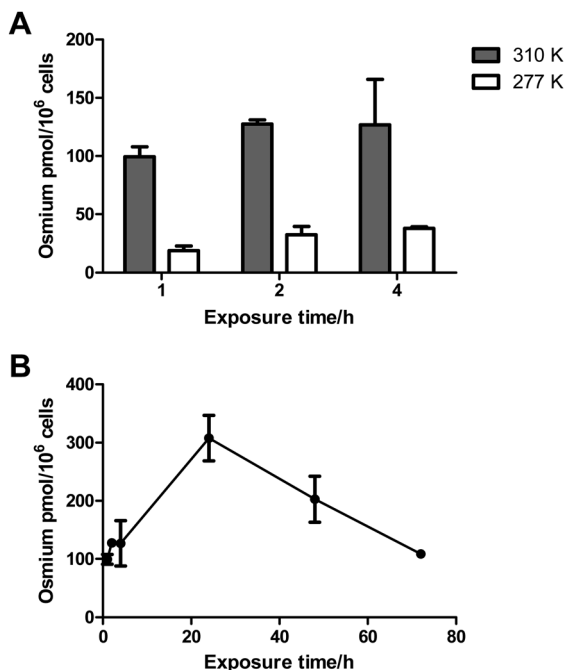 A
200
150
100
50
0
Osmium pmol/10⁶ cells
1 2 4
Exposure time/h
310 K
277 K
B
400
300
200
100
0
Osmium pmol/10⁶ cells
0 20 40 60 80
Exposure time/h